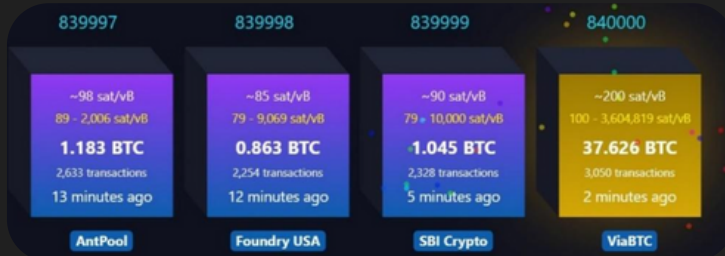 839997
~98 sat/vB
89 - 2,006 sat/vB
1.183 BTC
2,633 transactions
13 minutes ago
AntPool
839998
~85 sat/vB
79 - 9,069 sat/vB
0.863 BTC
2,254 transactions
12 minutes ago
Foundry USA
839999
~90 sat/vB
79 - 10,000 sat/vB
1.045 BTC
2,328 transactions
5 minutes ago
SBI Crypto
840000
~200 sat/vB
100 - 3,604,819 sat/vB
37.626 BTC
3,050 transactions
2 minutes ago
ViaBTC